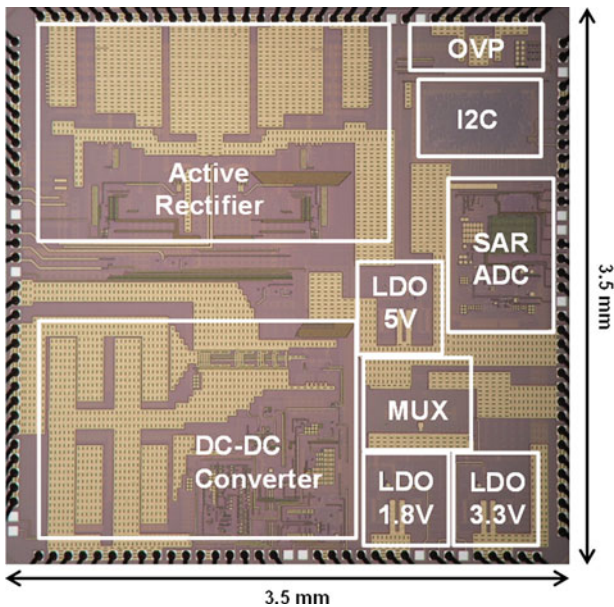 OVP
I2C
Active
Rectifier
SAR
ADC
LDO
5V
MUX
DC-DC
Converter
LDO
1.8V
LDO
3.3V
3.5 mm
3.5 mm